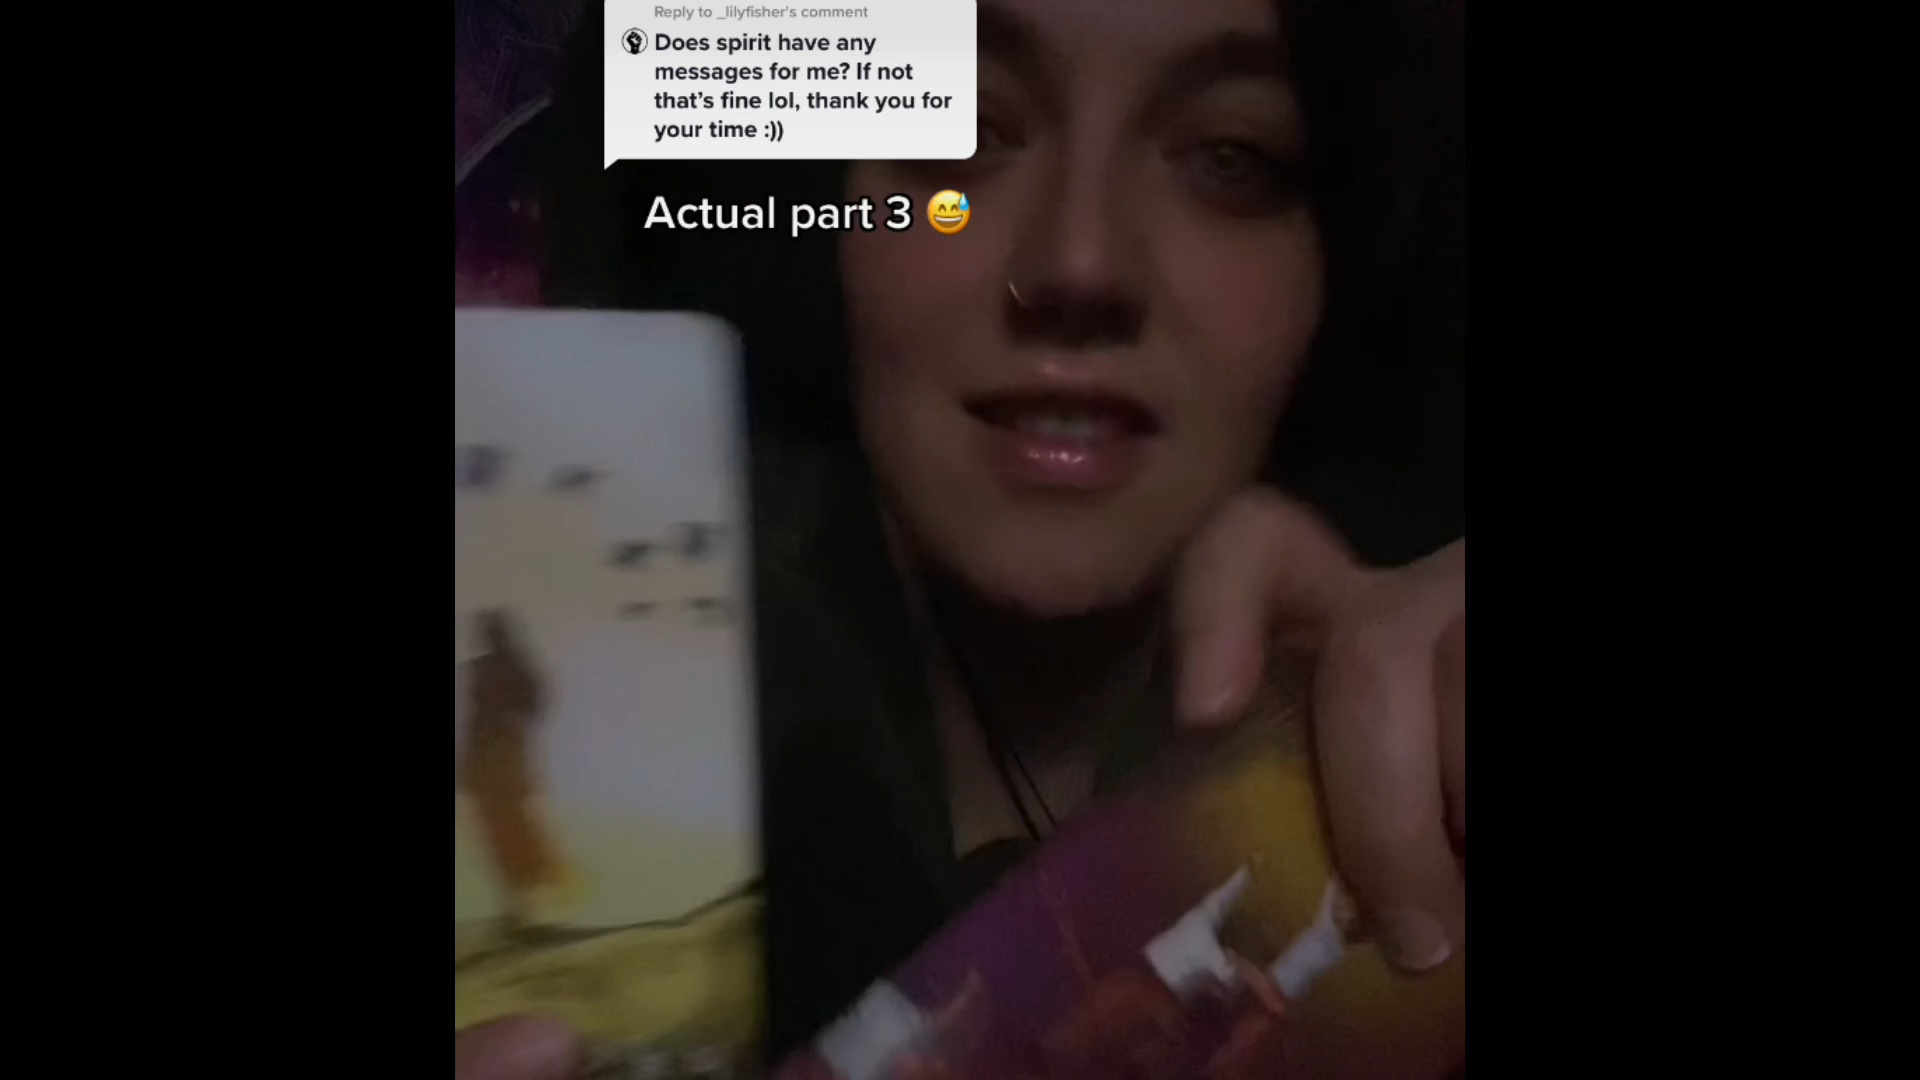 Reply to _lilyfisher's comment
Does spirit have any
messages for me? If not
that’s fine lol, thank you for
your time :))
Actual part 3 😅